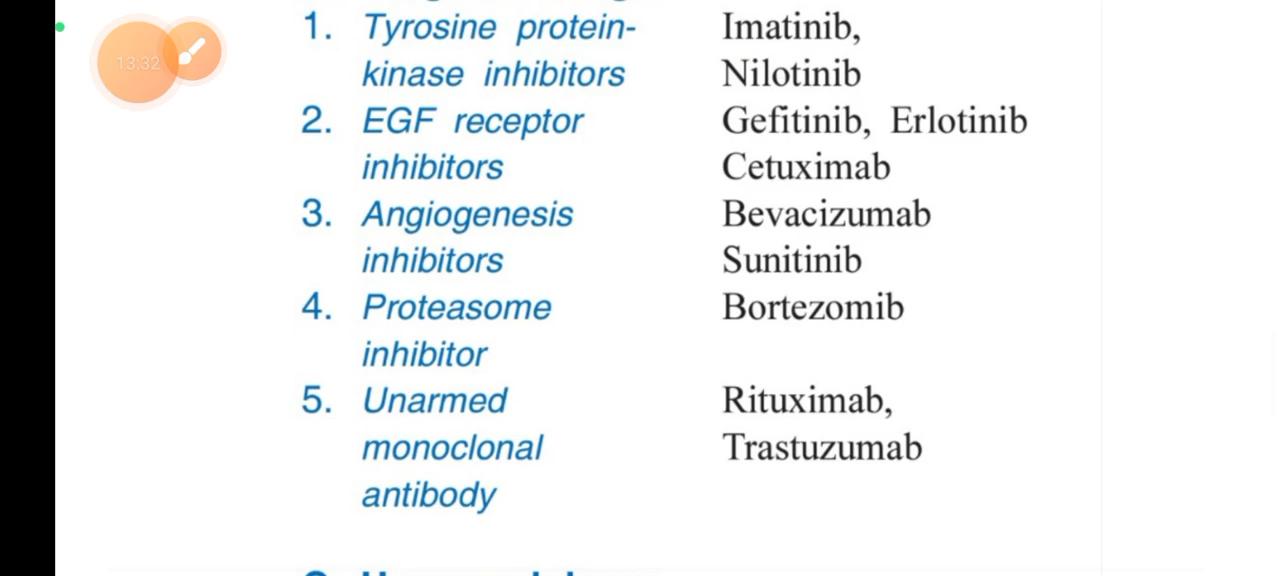 13:32
1. Tyrosine protein- Imatinib,
kinase inhibitors Nilotinib
2. EGF receptor Gefitinib, Erlotinib
inhibitors Cetuximab
3. Angiogenesis Bevacizumab
inhibitors Sunitinib
4. Proteasome Bortezomib
inhibitor
5. Unarmed Rituximab,
monoclonal Trastuzumab
antibody